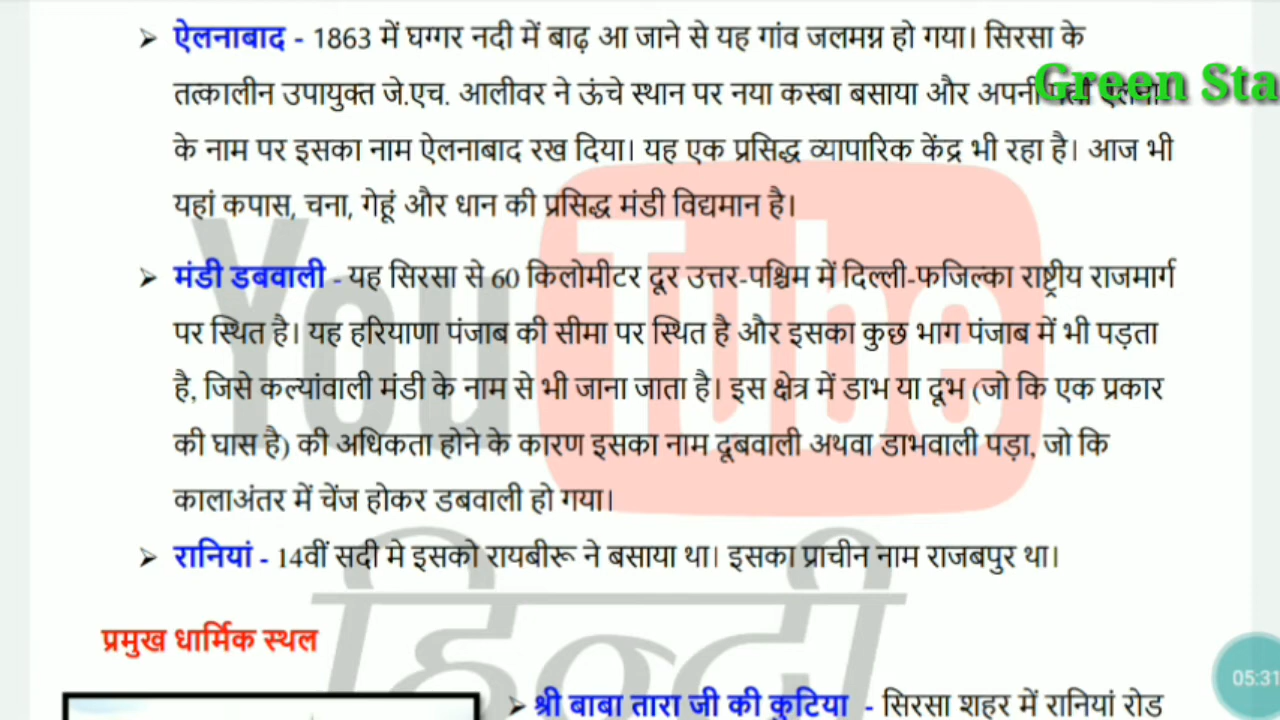 ➢ ऐलनाबाद - 1863 में घग्गर नदी में बाढ़ आ जाने से यह गांव जलमग्न हो गया। सिरसा के
तत्कालीन उपायुक्त जे.एच. आलीवर ने ऊंचे स्थान पर नया कस्बा बसाया और अपनी
Green Sta
के नाम पर इसका नाम ऐलनाबाद रख दिया। यह एक प्रसिद्ध व्यापारिक केंद्र भी रहा है। आज भी
यहां कपास, चना, गेहूं और धान की प्रसिद्ध मंडी विद्यमान है।
➢ मंडी डबवाली - यह सिरसा से 60 किलोमीटर दूर उत्तर-पश्चिम में दिल्ली-फजिल्का राष्ट्रीय राजमार्ग
पर स्थित है। यह हरियाणा पंजाब की सीमा पर स्थित है और इसका कुछ भाग पंजाब में भी पड़ता
है, जिसे कल्यांवाली मंडी के नाम से भी जाना जाता है। इस क्षेत्र में डाभ या दूभ (जो कि एक प्रकार
की घास है) की अधिकता होने के कारण इसका नाम दूबवाली अथवा डाभवाली पड़ा, जो कि
कालाअंतर में चेंज होकर डबवाली हो गया।
➢ रानियां - 14वीं सदी मे इसको रायबीरू ने बसाया था। इसका प्राचीन नाम राजबपुर था।
प्रमुख धार्मिक स्थल
➢ श्री बाबा तारा जी की कुटिया - सिरसा शहर में रानियां रोड
YouTube
हिन्दी
05:31